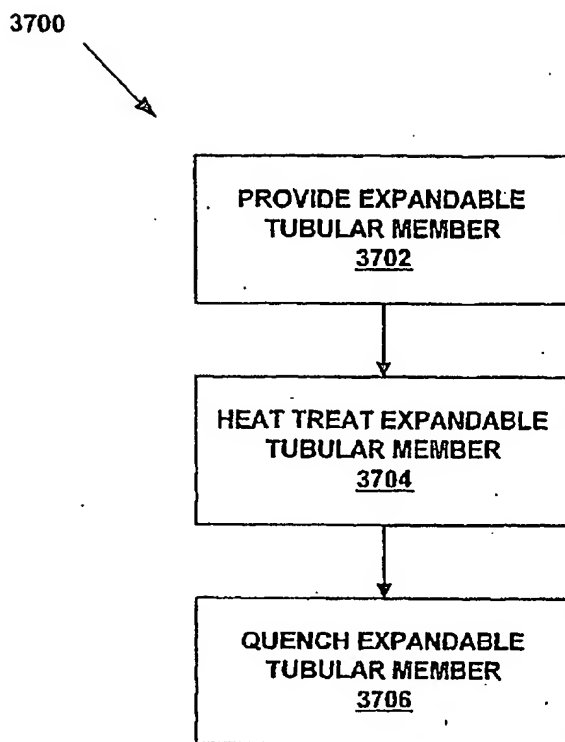 3700
PROVIDE EXPANDABLE
TUBULAR MEMBER
3702
HEAT TREAT EXPANDABLE
TUBULAR MEMBER
3704
QUENCH EXPANDABLE
TUBULAR MEMBER
3706